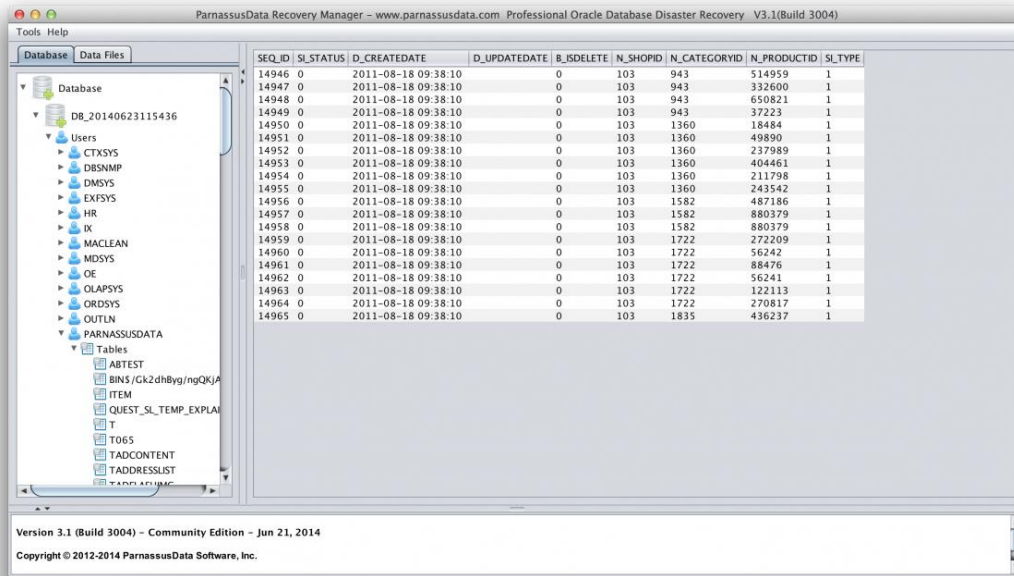 ParnassusData Recovery Manager – www.parnassusdata.com Professional Oracle Database Disaster Recovery V3.1(Build 3004)
Tools Help
Database Data Files
Database
DB_20140623115436
Users
CTXSYS
DBSNMP
DMSYS
EXFSYS
HR
IX
MACLEAN
MDSYS
OE
OLAPSYS
ORDSYS
OUTLN
PARNASSUSDATA
Tables
ABTEST
BIN$/Gk2dhByg/ngQKjA
ITEM
QUEST_SL_TEMP_EXPLAI
T
T065
TADCONTENT
TADDRESSLIST
SEQ_ID SI_STATUS D_CREATEDATE D_UPDATEDATE B_ISDELETE N_SHOPID N_CATEGORYID N_PRODUCTID SI_TYPE
14946 0 2011-08-18 09:38:10 0 103 943 514959 1
14947 0 2011-08-18 09:38:10 0 103 943 332600 1
14948 0 2011-08-18 09:38:10 0 103 943 650821 1
14949 0 2011-08-18 09:38:10 0 103 943 37223 1
14950 0 2011-08-18 09:38:10 0 103 1360 18484 1
14951 0 2011-08-18 09:38:10 0 103 1360 49890 1
14952 0 2011-08-18 09:38:10 0 103 1360 237989 1
14953 0 2011-08-18 09:38:10 0 103 1360 404461 1
14954 0 2011-08-18 09:38:10 0 103 1360 211798 1
14955 0 2011-08-18 09:38:10 0 103 1360 243542 1
14956 0 2011-08-18 09:38:10 0 103 1582 487186 1
14957 0 2011-08-18 09:38:10 0 103 1582 880379 1
14958 0 2011-08-18 09:38:10 0 103 1582 880379 1
14959 0 2011-08-18 09:38:10 0 103 1722 272209 1
14960 0 2011-08-18 09:38:10 0 103 1722 56242 1
14961 0 2011-08-18 09:38:10 0 103 1722 88476 1
14962 0 2011-08-18 09:38:10 0 103 1722 56241 1
14963 0 2011-08-18 09:38:10 0 103 1722 122113 1
14964 0 2011-08-18 09:38:10 0 103 1722 270817 1
14965 0 2011-08-18 09:38:10 0 103 1835 436237 1
Version 3.1 (Build 3004) – Community Edition – Jun 21, 2014
Copyright © 2012-2014 ParnassusData Software, Inc.